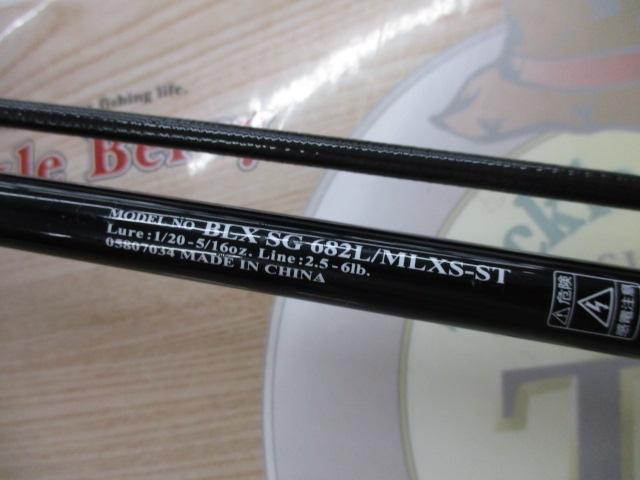 fishing life.
MODEL NO. BLX SG 682L/MLXS-ST
Lure:1/20-5/16oz. Line:2.5-6lb.
05807034 MADE IN CHINA
危険
感電注意